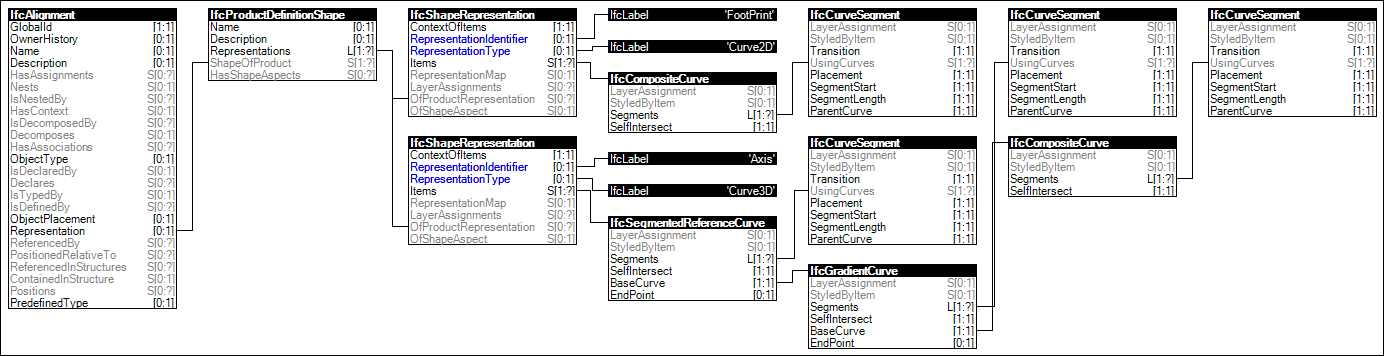 IfcAlignment
GlobalId [1:1]
OwnerHistory [0:1]
Name [0:1]
Description [0:1]
HasAssignments S[0:?]
Nests S[0:1]
IsNestedBy S[0:?]
HasContext S[0:1]
IsDecomposedBy S[0:?]
Decomposes S[0:1]
HasAssociations S[0:?]
ObjectType [0:1]
IsDeclaredBy S[0:1]
Declares S[0:?]
IsTypedBy S[0:1]
IsDefinedBy S[0:?]
ObjectPlacement [0:1]
Representation [0:1]
ReferencedBy S[0:?]
PositionedRelativeTo S[0:?]
ReferencedInStructures S[0:?]
ContainedInStructure S[0:1]
Positions S[0:?]
PredefinedType [0:1]
IfcProductDefinitionShape
Name [0:1]
Description [0:1]
Representations L[1:?]
ShapeOfProduct S[1:?]
HasShapeAspects S[0:?]
IfcShapeRepresentation
ContextOfItems [1:1]
RepresentationIdentifier [0:1]
RepresentationType [0:1]
Items S[1:?]
RepresentationMap S[0:1]
LayerAssignments S[0:?]
OfProductRepresentation S[0:?]
OfShapeAspect S[0:1]
IfcShapeRepresentation
ContextOfItems [1:1]
RepresentationIdentifier [0:1]
RepresentationType [0:1]
Items S[1:?]
RepresentationMap S[0:1]
LayerAssignments S[0:?]
OfProductRepresentation S[0:?]
OfShapeAspect S[0:1]
IfcLabel 'FootPrint'
IfcLabel 'Curve2D'
IfcCompositeCurve
LayerAssignment S[0:1]
StyledByItem S[0:1]
Segments L[1:?]
SelfIntersect [1:1]
IfcLabel 'Axis'
IfcLabel 'Curve3D'
IfcSegmentedReferenceCurve
LayerAssignment S[0:1]
StyledByItem S[0:1]
Segments L[1:?]
SelfIntersect [1:1]
BaseCurve [1:1]
EndPoint [0:1]
IfcCurveSegment
LayerAssignment S[0:1]
StyledByItem S[0:1]
Transition [1:1]
UsingCurves S[1:?]
Placement [1:1]
SegmentStart [1:1]
SegmentLength [1:1]
ParentCurve [1:1]
IfcCurveSegment
LayerAssignment S[0:1]
StyledByItem S[0:1]
Transition [1:1]
UsingCurves S[1:?]
Placement [1:1]
SegmentStart [1:1]
SegmentLength [1:1]
ParentCurve [1:1]
IfcGradientCurve
LayerAssignment S[0:1]
StyledByItem S[0:1]
Segments L[1:?]
SelfIntersect [1:1]
BaseCurve [1:1]
EndPoint [0:1]
IfcCurveSegment
LayerAssignment S[0:1]
StyledByItem S[0:1]
Transition [1:1]
UsingCurves S[1:?]
Placement [1:1]
SegmentStart [1:1]
SegmentLength [1:1]
ParentCurve [1:1]
IfcCompositeCurve
LayerAssignment S[0:1]
StyledByItem S[0:1]
Segments L[1:?]
SelfIntersect [1:1]
IfcCurveSegment
LayerAssignment S[0:1]
StyledByItem S[0:1]
Transition [1:1]
UsingCurves S[1:?]
Placement [1:1]
SegmentStart [1:1]
SegmentLength [1:1]
ParentCurve [1:1]